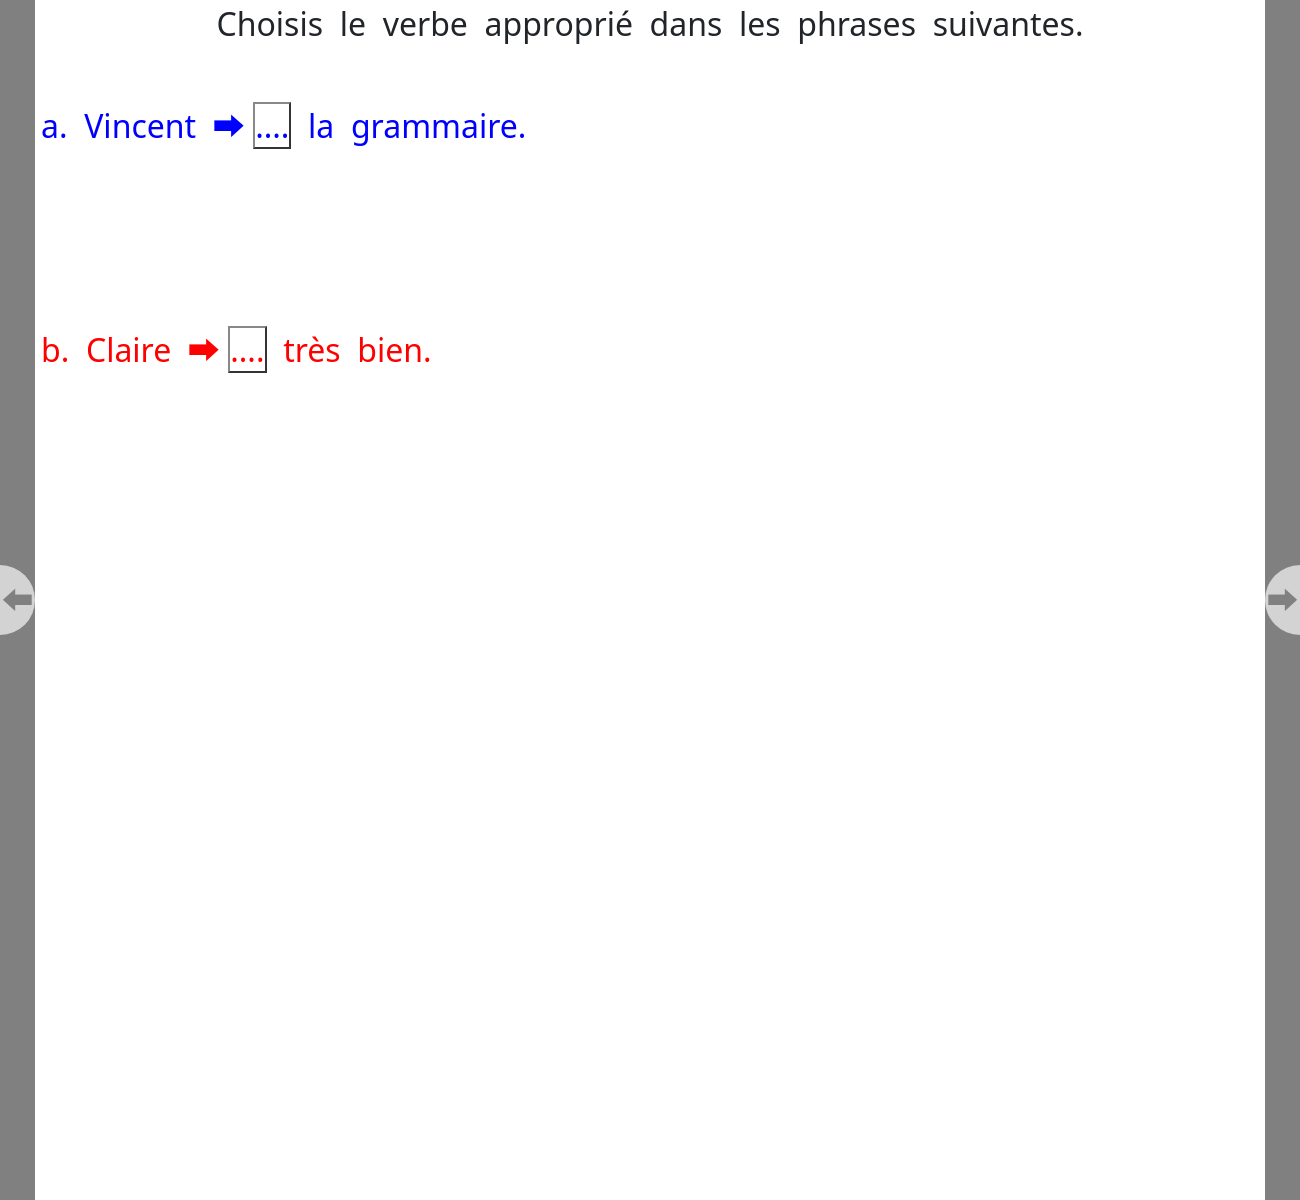 Choisis le verbe approprié dans les phrases suivantes.
a. Vincent 🡆 .... la grammaire.
b. Claire 🡆 .... très bien.